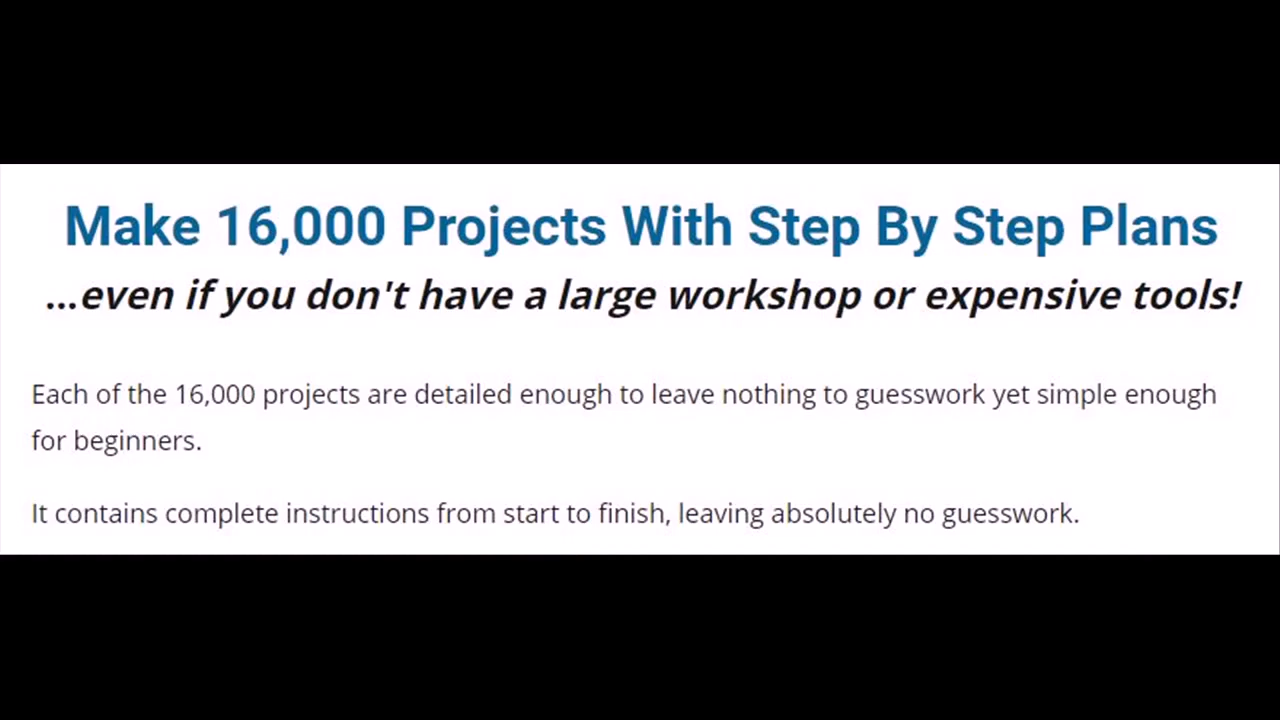 Make 16,000 Projects With Step By Step Plans
...even if you don't have a large workshop or expensive tools!
Each of the 16,000 projects are detailed enough to leave nothing to guesswork yet simple enough
for beginners.
It contains complete instructions from start to finish, leaving absolutely no guesswork.